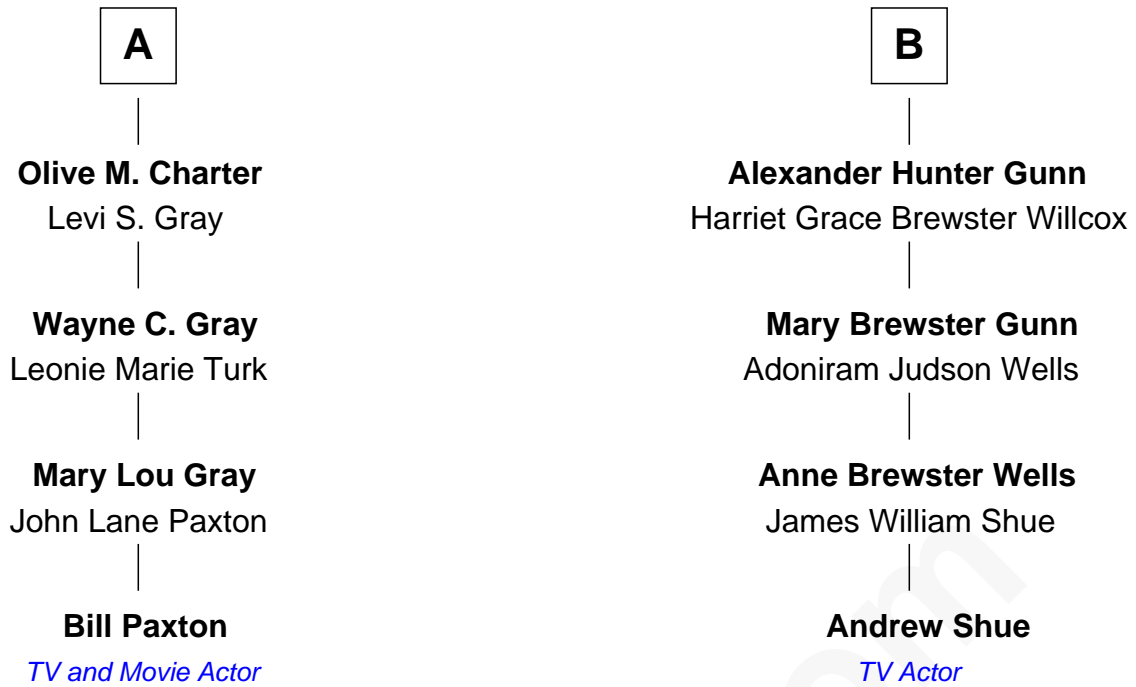 A
Olive M. Charter
Levi S. Gray
Wayne C. Gray
Leonie Marie Turk
Mary Lou Gray
John Lane Paxton
Bill Paxton
TV and Movie Actor
B
Alexander Hunter Gunn
Harriet Grace Brewster Willcox
Mary Brewster Gunn
Adoniram Judson Wells
Anne Brewster Wells
James William Shue
Andrew Shue
TV Actor
om